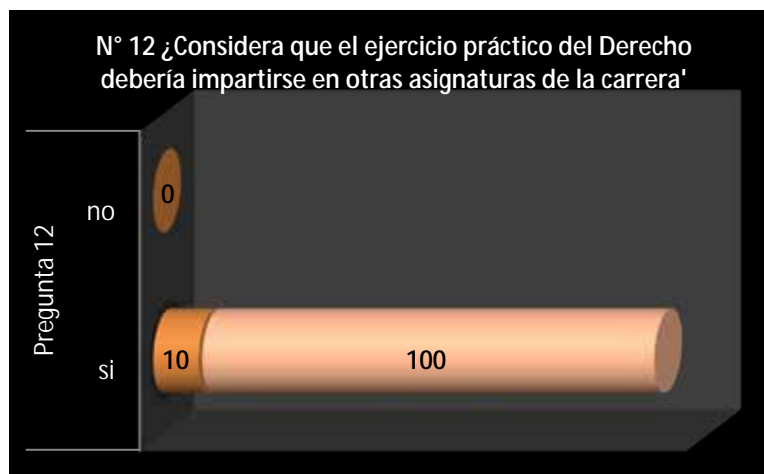 N° 12 ¿Considera que el ejercicio práctico del Derecho
debería impartirse en otras asignaturas de la carrera'
Pregunta 12
no
0
si
10
100